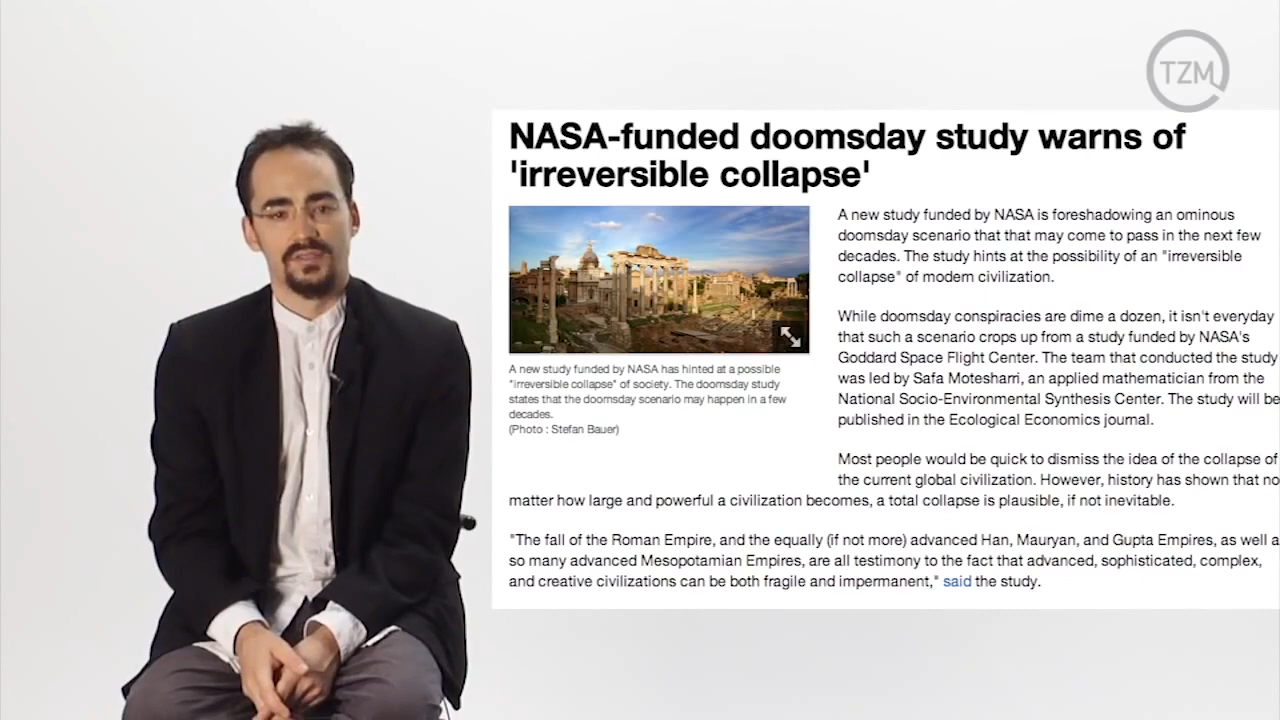 TZM
NASA-funded doomsday study warns of
'irreversible collapse'
A new study funded by NASA is foreshadowing an ominous
doomsday scenario that that may come to pass in the next few
decades. The study hints at the possibility of an "irreversible
collapse" of modern civilization.
While doomsday conspiracies are dime a dozen, it isn't everyday
that such a scenario crops up from a study funded by NASA's
Goddard Space Flight Center. The team that conducted the study
was led by Safa Motesharri, an applied mathematician from the
National Socio-Environmental Synthesis Center. The study will be
published in the Ecological Economics journal.
A new study funded by NASA has hinted at a possible
"irreversible collapse" of society. The doomsday study
states that the doomsday scenario may happen in a few
decades.
(Photo : Stefan Bauer)
Most people would be quick to dismiss the idea of the collapse of
the current global civilization. However, history has shown that no
matter how large and powerful a civilization becomes, a total collapse is plausible, if not inevitable.
"The fall of the Roman Empire, and the equally (if not more) advanced Han, Mauryan, and Gupta Empires, as well a
so many advanced Mesopotamian Empires, are all testimony to the fact that advanced, sophisticated, complex,
and creative civilizations can be both fragile and impermanent," said the study.